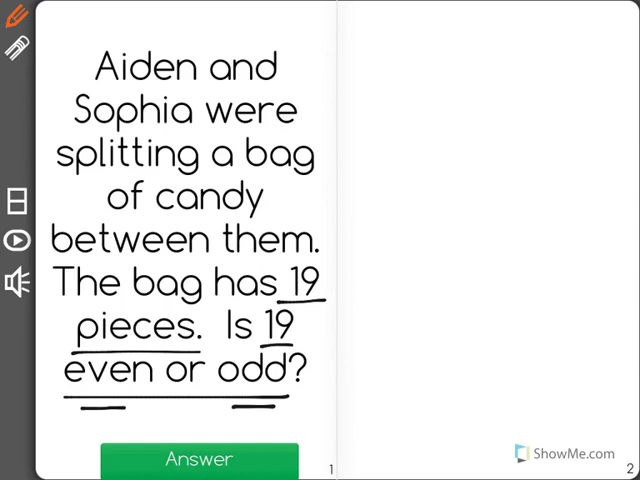 Aiden and
Sophia were
splitting a bag
of candy
between them.
The bag has 19
pieces. Is 19
even or odd?
Answer
1
ShowMe.com
2